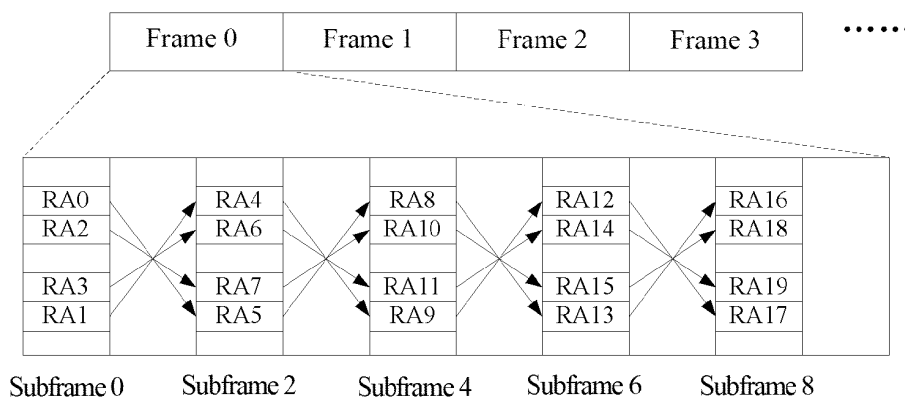 Frame 0 Frame 1 Frame 2 Frame 3 ......
RA0 RA4 RA8 RA12 RA16
RA2 RA6 RA10 RA14 RA18
RA3 RA7 RA11 RA15 RA19
RA1 RA5 RA9 RA13 RA17
Subframe 0 Subframe 2 Subframe 4 Subframe 6 Subframe 8